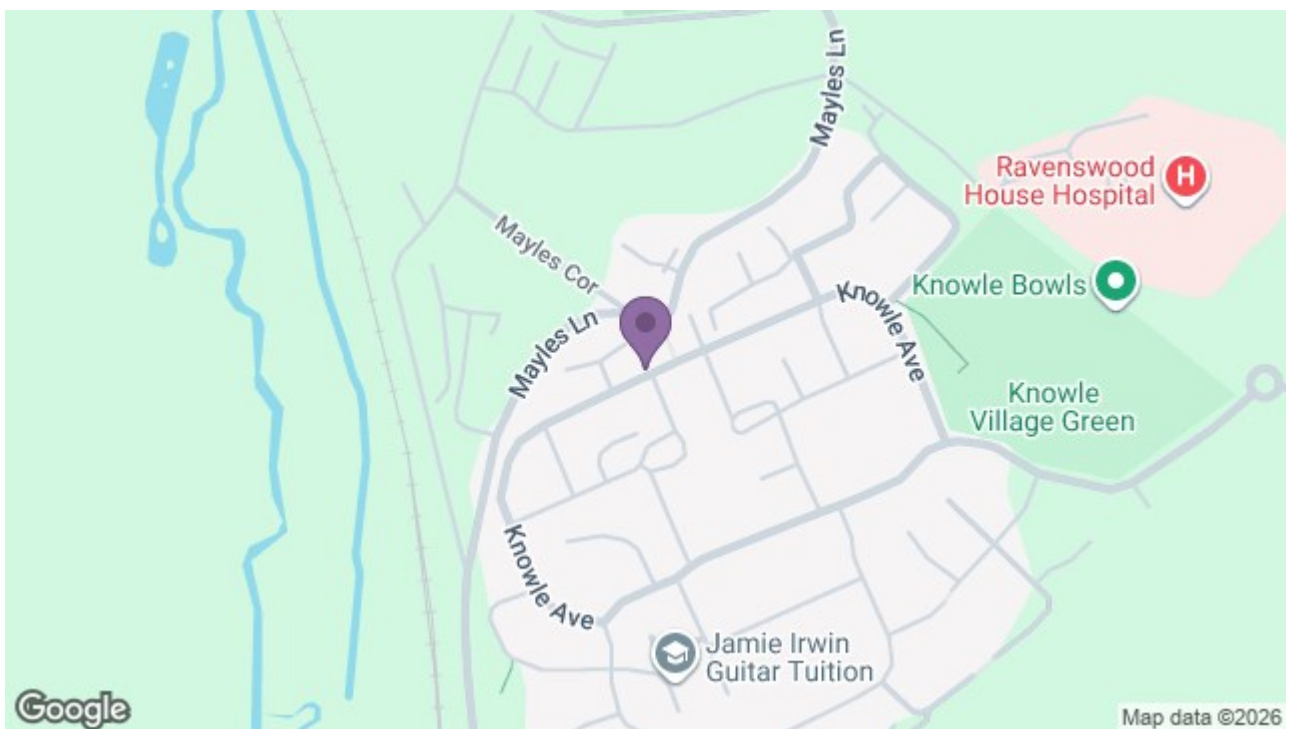 Mayles Ln
Ravenswood
House Hospital
H
Mayles Cor
Knowle Bowls
Knowle Ave
Mayles Ln
Knowle
Village Green
Knowle Ave
Jamie Irwin
Guitar Tuition
Google
Map data ©2026